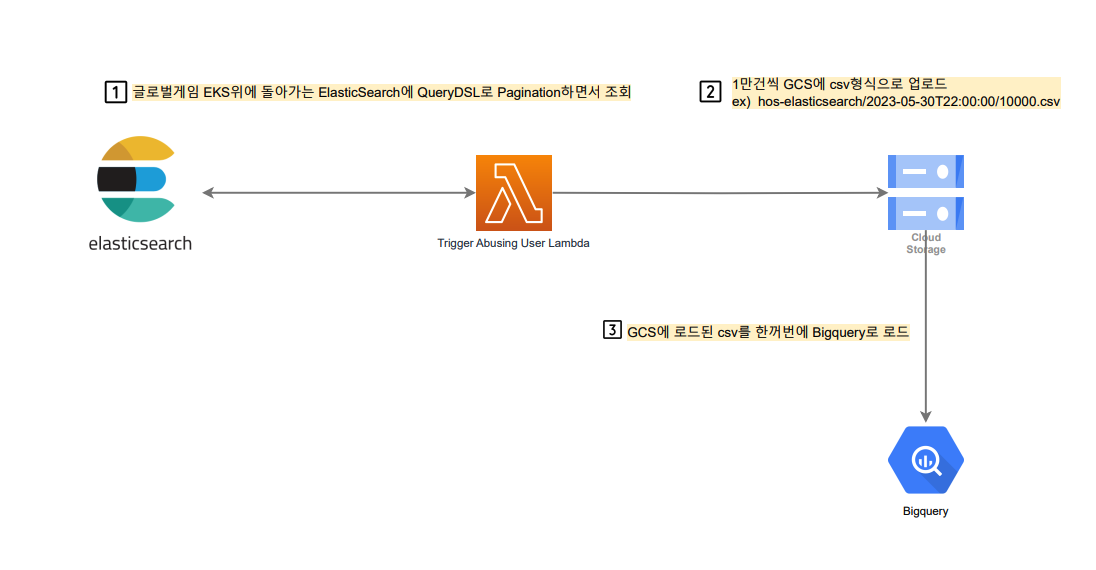 1 글로벌게임 EKS위에 돌아가는 ElasticSearch에 QueryDSL로 Pagination하면서 조회
2 1만건씩 GCS에 csv형식으로 업로드
ex) hos-elasticsearch/2023-05-30T22:00:00/10000.csv
elasticsearch
Trigger Abusing User Lambda
Cloud
Storage
3 GCS에 로드된 csv를 한꺼번에 Bigquery로 로드
Bigquery